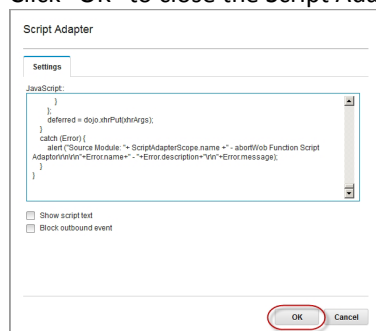 Click "OK" to close the Script Ada
Script Adapter
Settings
JavaScript:
}
};
deferred = dojo.xhrPut(xhrArgs);
}
catch (Error) {
alert ("Source Module: "+ ScriptAdapterScope.name +" - abortWob Function Script
Adaptor\r\n\r\n"+Error.name+" - "+Error.description+"\r\n"+Error.message);
}
}
Show script text
Block outbound event
OK Cancel